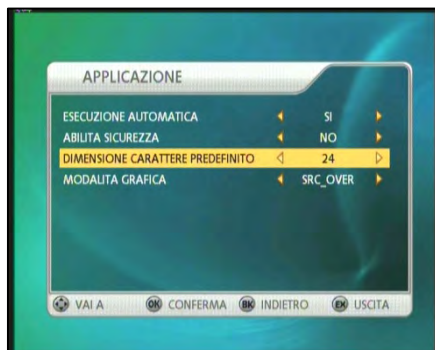 APPLICAZIONE
ESECUZIONE AUTOMATICA SI
ABILITA SICUREZZA NO
DIMENSIONE CARATTERE PREDEFINITO 24
MODALITA GRAFICA SRC_OVER
VAI A OK CONFERMA BK INDIETRO EX USCITA